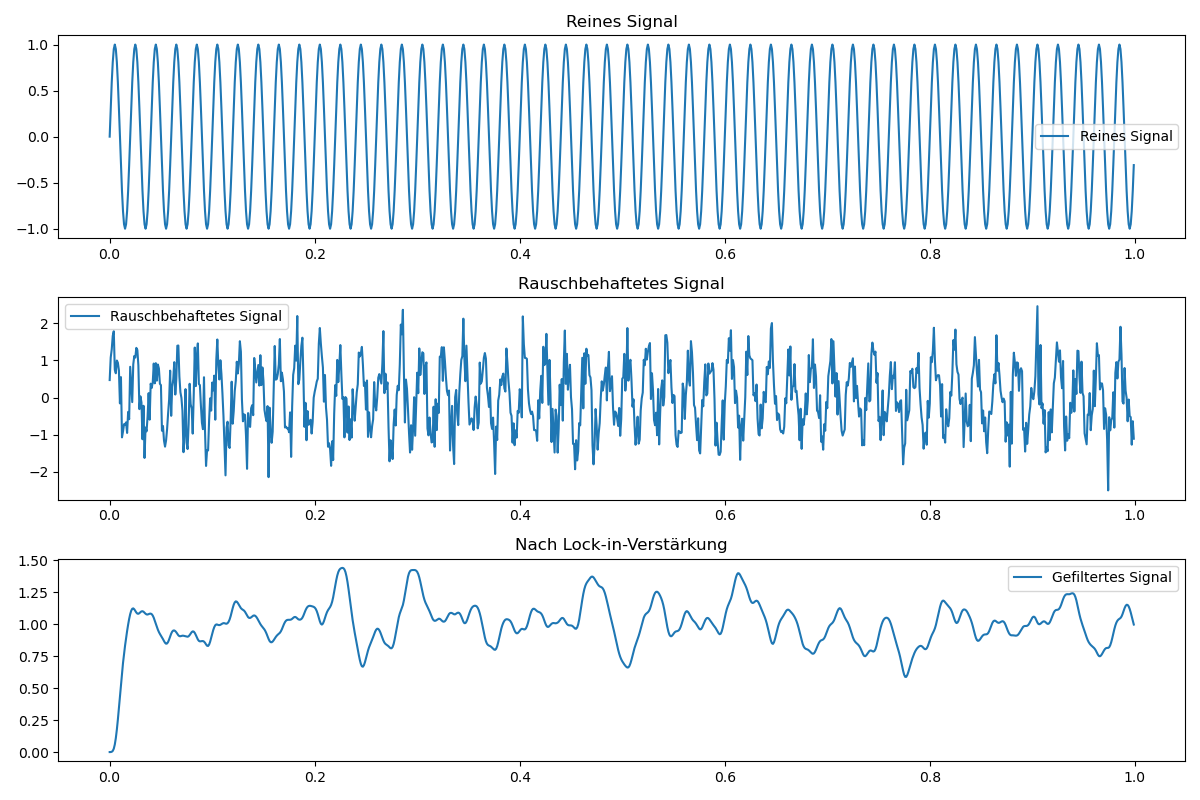 Reines Signal
1.0
0.5
0.0
−0.5
−1.0
Reines Signal
0.0 0.2 0.4 0.6 0.8 1.0
Rauschbehaftetes Signal
Rauschbehaftetes Signal
2
1
0
−1
−2
0.0 0.2 0.4 0.6 0.8 1.0
Nach Lock-in-Verstärkung
1.50
Gefiltertes Signal
1.25
1.00
0.75
0.50
0.25
0.00
0.0 0.2 0.4 0.6 0.8 1.0